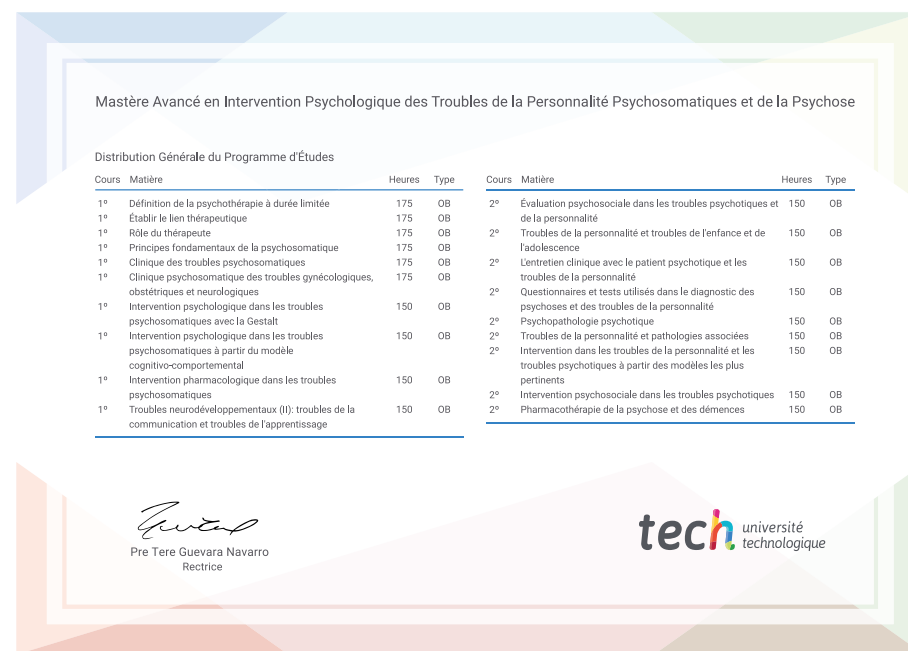 Mastère Avancé en Intervention Psychologique des Troubles de la Personnalité Psychosomatiques et de la Psychose
Distribution Générale du Programme d'Études
Cours Matière Heures Type
1º Définition de la psychothérapie à durée limitée 175 OB
1º Établir le lien thérapeutique 175 OB
1º Rôle du thérapeute 175 OB
1º Principes fondamentaux de la psychosomatique 175 OB
1º Clinique des troubles psychosomatiques 175 OB
1º Clinique psychosomatique des troubles gynécologiques, 175 OB
obstétriques et neurologiques
1º Intervention psychologique dans les troubles 150 OB
psychosomatiques avec la Gestalt
1º Intervention psychologique dans les troubles 150 OB
psychosomatiques à partir du modèle
cognitivo-comportemental
1º Intervention pharmacologique dans les troubles 150 OB
psychosomatiques
1º Troubles neurodéveloppementaux (II): troubles de la 150 OB
communication et troubles de l'apprentissage
Cours Matière Heures Type
2º Évaluation psychosociale dans les troubles psychotiques et 150 OB
de la personnalité
2º Troubles de la personnalité et troubles de l'enfance et de 150 OB
l'adolescence
2º L'entretien clinique avec le patient psychotique et les 150 OB
troubles de la personnalité
2º Questionnaires et tests utilisés dans le diagnostic des 150 OB
psychoses et des troubles de la personnalité
2º Psychopathologie psychotique 150 OB
2º Troubles de la personnalité et pathologies associées 150 OB
2º Intervention dans les troubles de la personnalité et les 150 OB
troubles psychotiques à partir des modèles les plus
pertinents
2º Intervention psychosociale dans les troubles psychotiques 150 OB
2º Pharmacothérapie de la psychose et des démences 150 OB
Pre Tere Guevara Navarro
Rectrice
tech université
technologique